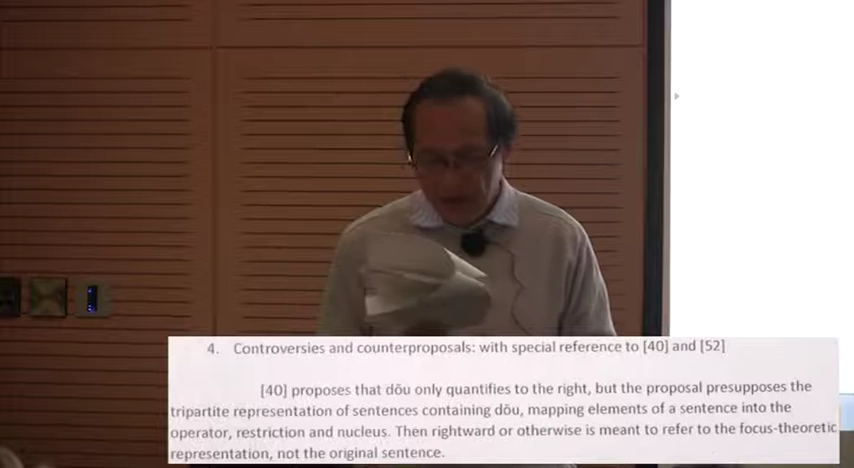 4. Controversies and counterproposals: with special reference to [40] and [52]
[40] proposes that dōu only quantifies to the right, but the proposal presupposes the
tripartite representation of sentences containing dōu, mapping elements of a sentence into the
operator, restriction and nucleus. Then rightward or otherwise is meant to refer to the focus-theoretic
representation, not the original sentence.